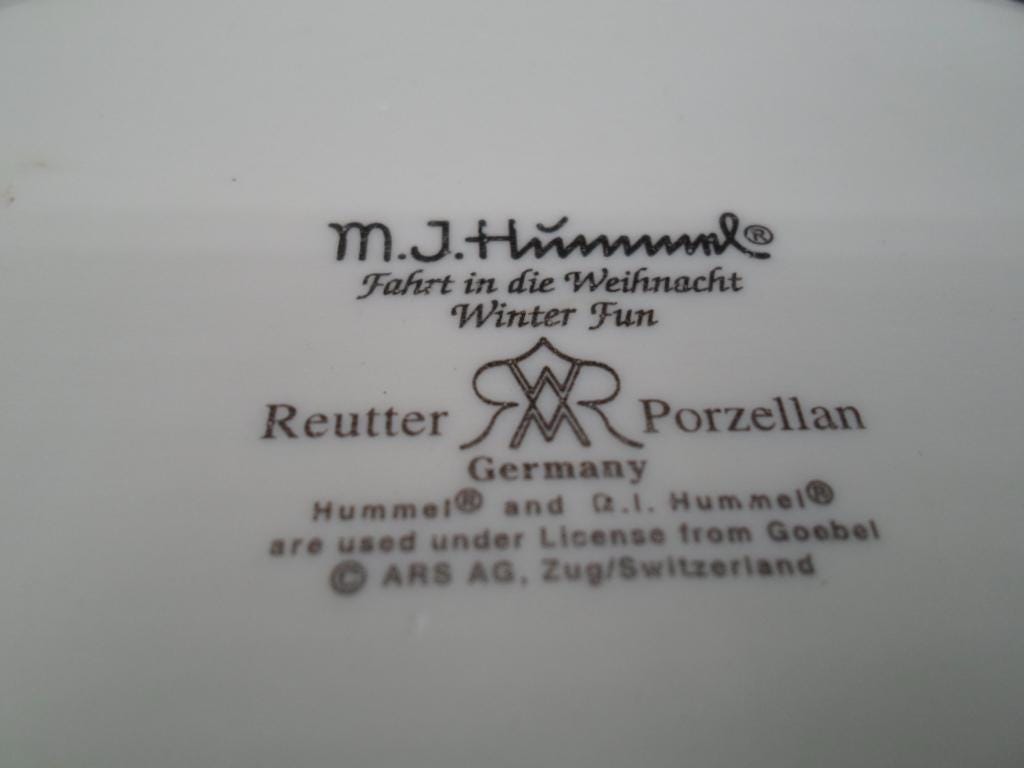 M.J. Hummel®
Fahrt in die Weihnacht
Winter Fun
Reutter Porzellan
Germany
Hummel® and .I. Hummel®
are used under License from Goebel
© ARS AG, Zug/Switzerland